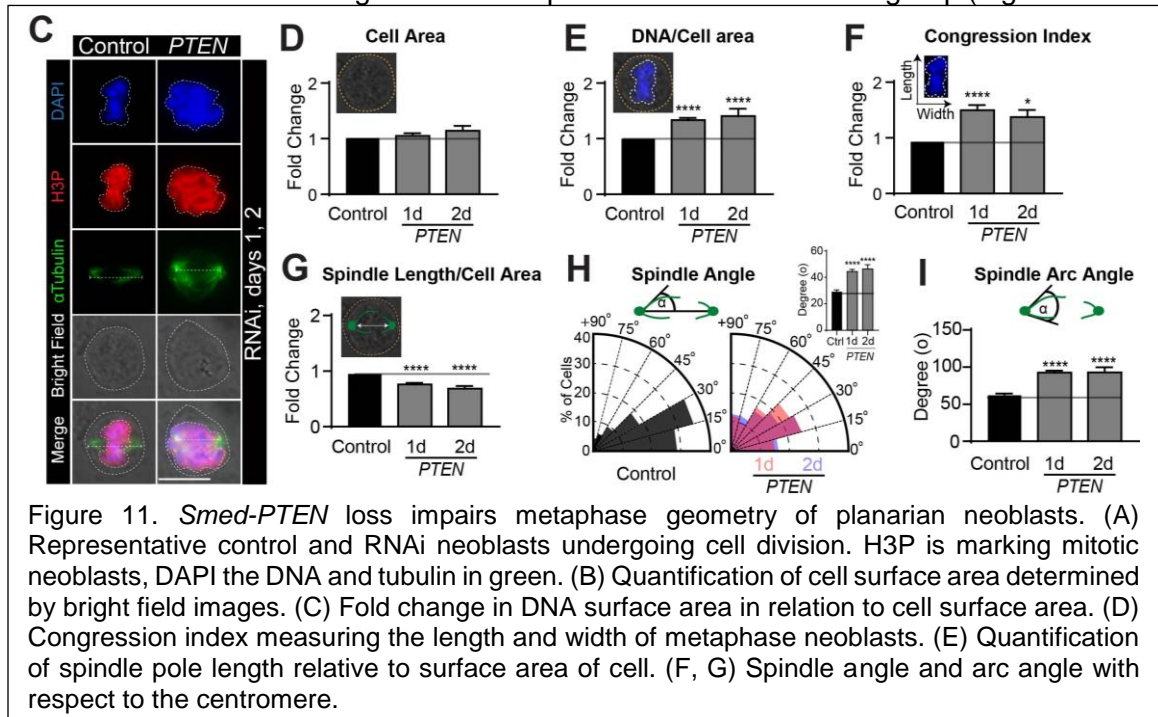 C
Control PTEN
DAPI
H3P
αTubulin
Bright Field
Merge
RNAi, days 1, 2
D
Cell Area
Fold Change
2
1
0
Control 1d 2d
PTEN
E
DNA/Cell area
Fold Change
2
1
0
**** ****
Control 1d 2d
PTEN
F
Congression Index
Length
Width
Fold Change
2
1
0
**** *
Control 1d 2d
PTEN
G
Spindle Length/Cell Area
Fold Change
2
1
0
**** ****
Control 1d 2d
PTEN
H
Spindle Angle
α
% of Cells
40
30
20
10
0
+90° 75° 60° 45° 30° 15° 0°
Control
+90° 75° 60° 45° 30° 15° 0°
1d 2d
PTEN
Degree (o)
60
40
20
0
**** ****
Ctrl 1d 2d
PTEN
I
Spindle Arc Angle
α
Degree (o)
150
100
50
0
**** ****
Control 1d 2d
PTEN
Figure 11. Smed-PTEN loss impairs metaphase geometry of planarian neoblasts. (A)
Representative control and RNAi neoblasts undergoing cell division. H3P is marking mitotic
neoblasts, DAPI the DNA and tubulin in green. (B) Quantification of cell surface area determined
by bright field images. (C) Fold change in DNA surface area in relation to cell surface area. (D)
Congression index measuring the length and width of metaphase neoblasts. (E) Quantification
of spindle pole length relative to surface area of cell. (F, G) Spindle angle and arc angle with
respect to the centromere.